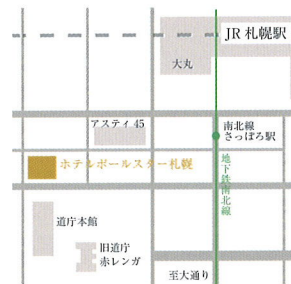 JR 札幌駅
大丸
アスティ 45
南北線
さっぽろ駅
ホテルポールスター札幌
地下鉄南北線
道庁本館
旧道庁
赤レンガ
至大通り